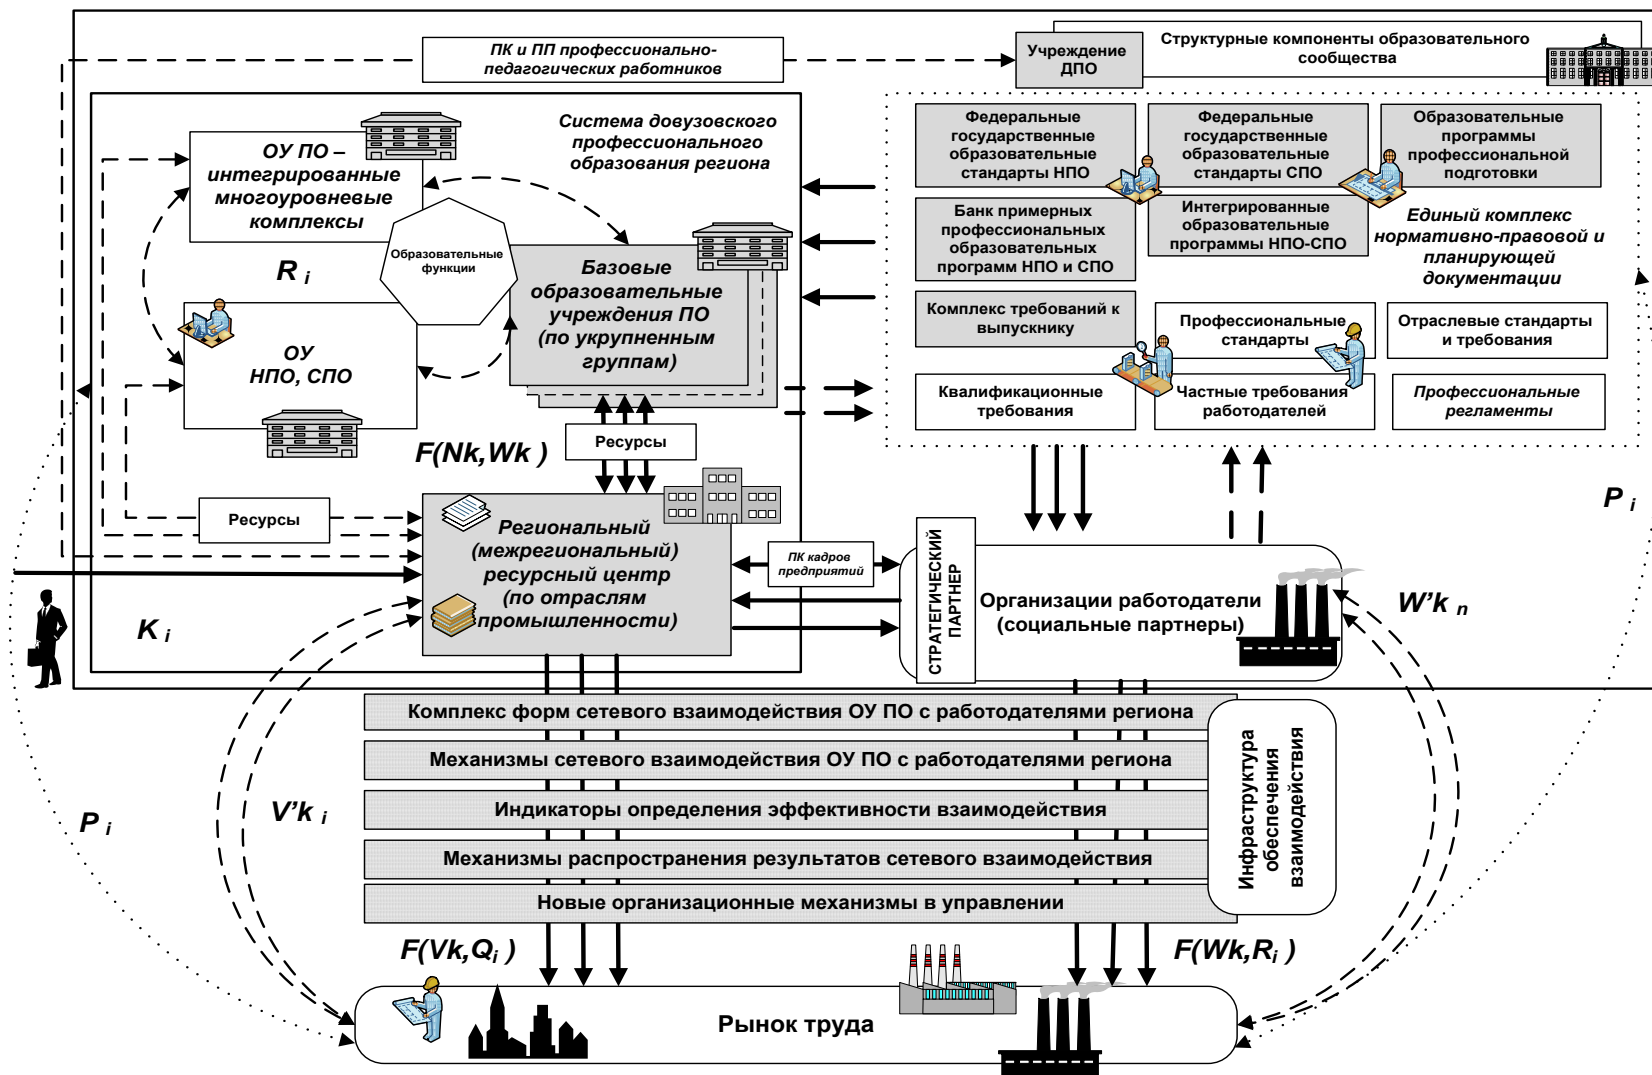 ПК и ПП профессионально-
педагогических работников
Учреждение
ДПО
Структурные компоненты образовательного
сообщества
Система довузовского
профессионального
образования региона
ОУ ПО –
интегрированные
многоуровневые
комплексы
Образовательные
функции
R i
Базовые
образовательные
учреждения ПО
(по укрупненным
группам)
ОУ
НПО, СПО
F(Nk,Wk )
Ресурсы
Ресурсы
Региональный
(межрегиональный)
ресурсный центр
(по отраслям
промышленности)
K i
Федеральные
государственные
образовательные
стандарты НПО
Федеральные
государственные
образовательные
стандарты СПО
Образовательные
программы
профессиональной
подготовки
Банк примерных
профессиональных
образовательных
программ НПО и СПО
Интегрированные
образовательные
программы НПО-СПО
Единый комплекс
нормативно-правовой и
планирующей
документации
Комплекс требований к
выпускнику
Профессиональные
стандарты
Отраслевые стандарты
и требования
Квалификационные
требования
Частные требования
работодателей
Профессиональные
регламенты
P i
ПК кадров
предприятий
СТРАТЕГИЧЕСКИЙ
ПАРТНЕР
Организации работодатели
(социальные партнеры)
W'k n
Комплекс форм сетевого взаимодействия ОУ ПО с работодателями региона
Механизмы сетевого взаимодействия ОУ ПО с работодателями региона
Индикаторы определения эффективности взаимодействия
Механизмы распространения результатов сетевого взаимодействия
Новые организационные механизмы в управлении
Инфраструктура
обеспечения
взаимодействия
P i
V'k i
F(Vk,Qi )
F(Wk,Ri )
Рынок труда